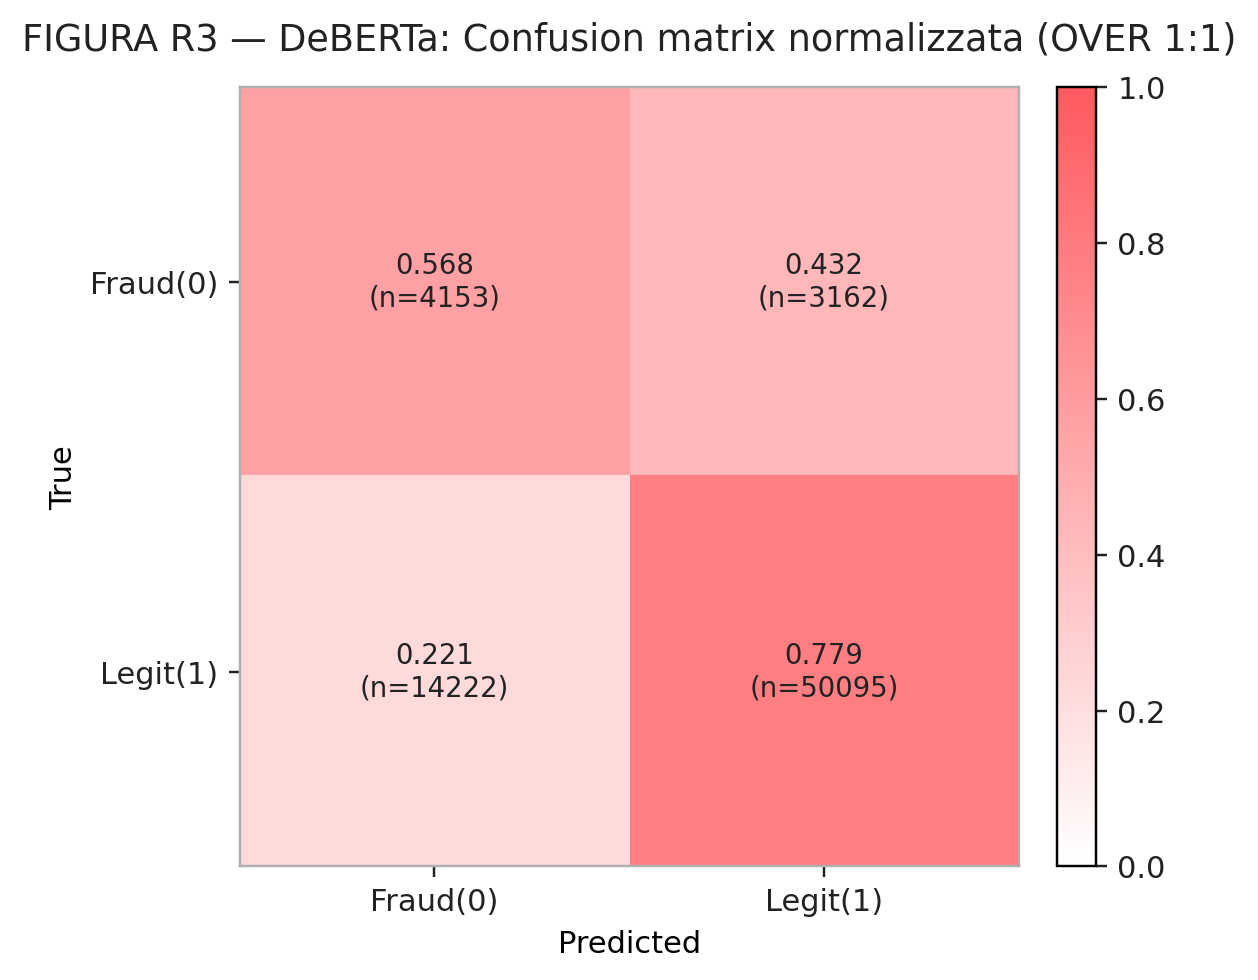 FIGURA R3 — DeBERTa: Confusion matrix normalizzata (OVER 1:1)
1.0
0.8
0.6
0.4
0.2
0.0
True
Fraud(0)
0.568
(n=4153)
0.432
(n=3162)
Legit(1)
0.221
(n=14222)
0.779
(n=50095)
Fraud(0)
Legit(1)
Predicted